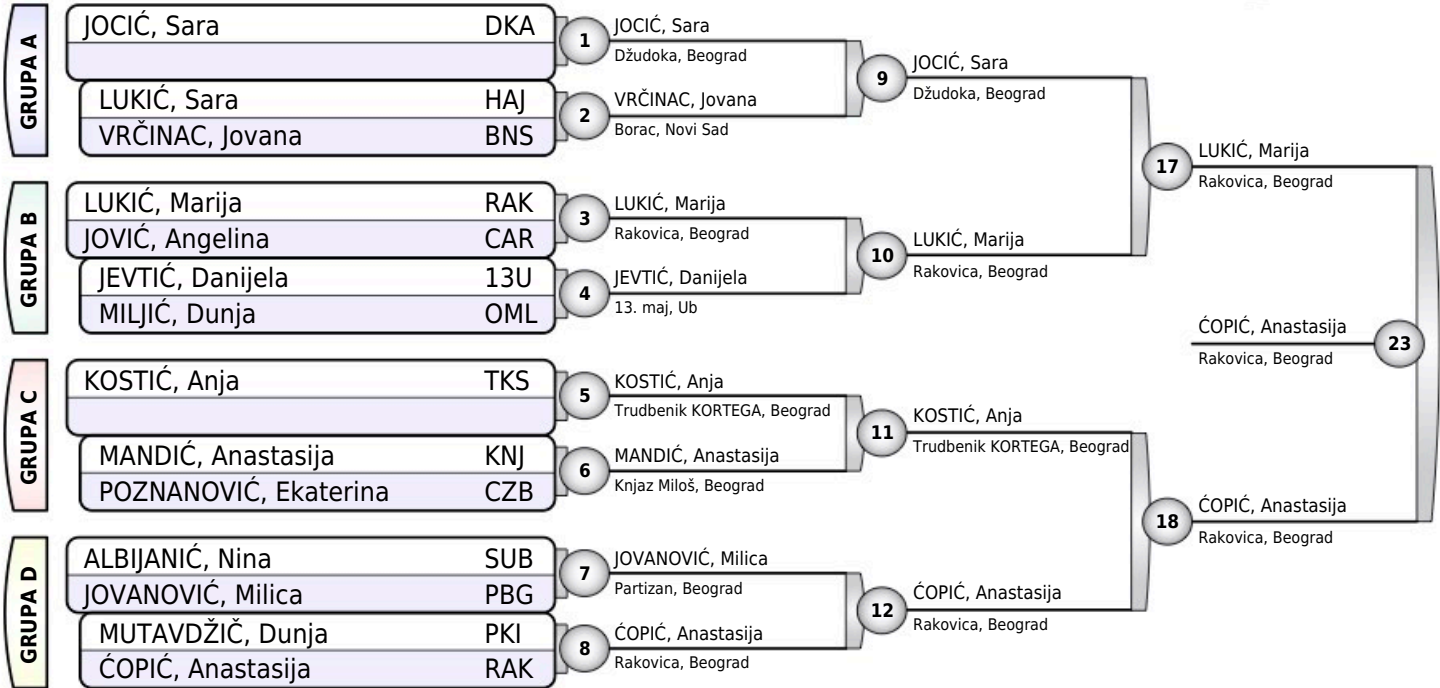 GRUPA A
JOCIĆ, Sara DKA
LUKIĆ, Sara HAJ
VRČINAC, Jovana BNS
GRUPA B
LUKIĆ, Marija RAK
JOVIĆ, Angelina CAR
JEVTIĆ, Danijela 13U
MILJIĆ, Dunja OML
GRUPA C
KOSTIĆ, Anja TKS
MANDIĆ, Anastasija KNJ
POZNANOVIĆ, Ekaterina CZB
GRUPA D
ALBIJANIĆ, Nina SUB
JOVANOVIĆ, Milica PBG
MUTAVDŽIČ, Dunja PKI
ĆOPIĆ, Anastasija RAK
1
JOCIĆ, Sara
Džudoka, Beograd
2
VRČINAC, Jovana
Borac, Novi Sad
3
LUKIĆ, Marija
Rakovica, Beograd
4
JEVTIĆ, Danijela
13. maj, Ub
5
KOSTIĆ, Anja
Trudbenik KORTEGA, Beograd
6
MANDIĆ, Anastasija
Knjaz Miloš, Beograd
7
JOVANOVIĆ, Milica
Partizan, Beograd
8
ĆOPIĆ, Anastasija
Rakovica, Beograd
9
JOCIĆ, Sara
Džudoka, Beograd
10
LUKIĆ, Marija
Rakovica, Beograd
11
KOSTIĆ, Anja
Trudbenik KORTEGA, Beograd
12
ĆOPIĆ, Anastasija
Rakovica, Beograd
17
LUKIĆ, Marija
Rakovica, Beograd
18
ĆOPIĆ, Anastasija
Rakovica, Beograd
ĆOPIĆ, Anastasija
Rakovica, Beograd
23